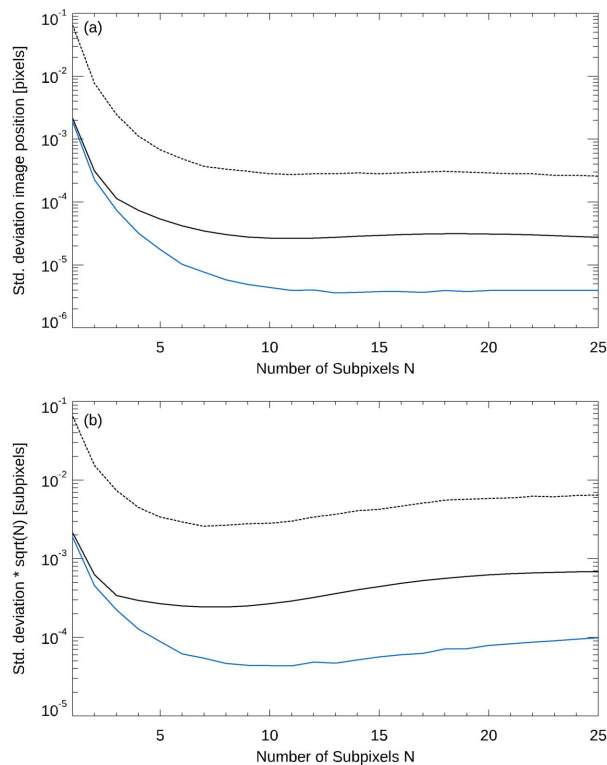 10-1
(a)
10-2
10-3
10-4
10-5
10-6
Std. deviation image position [pixels]
5 10 15 20 25
Number of Subpixels N
10-1
(b)
10-2
10-3
10-4
10-5
Std. deviation * sqrt(N) [subpixels]
5 10 15 20 25
Number of Subpixels N